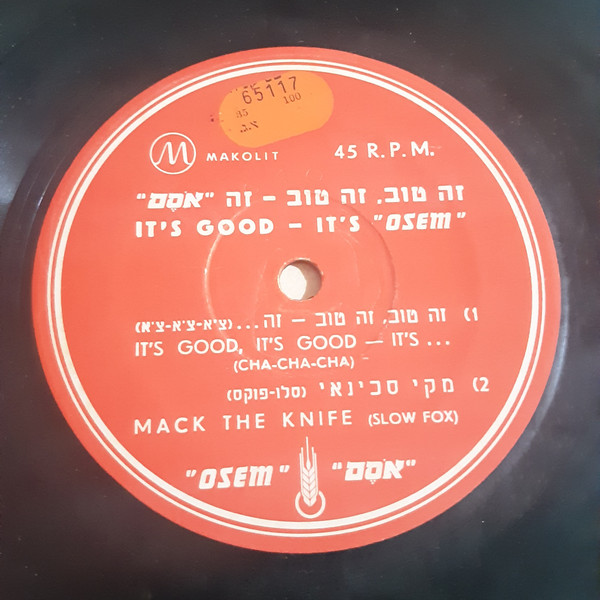 65117
100
M MAKOLIT 45 R.P.M.
זה טוב, זה טוב - זה "אסם"
IT'S GOOD - IT'S "OSEM"
1) זה טוב, זה טוב - זה... (צ'א-צ'א-צ'א)
IT'S GOOD, IT'S GOOD — IT'S ...
(CHA-CHA-CHA)
2) מקי סכינאי (סלו-פוקס)
MACK THE KNIFE (SLOW FOX)
"OSEM" "אסם"